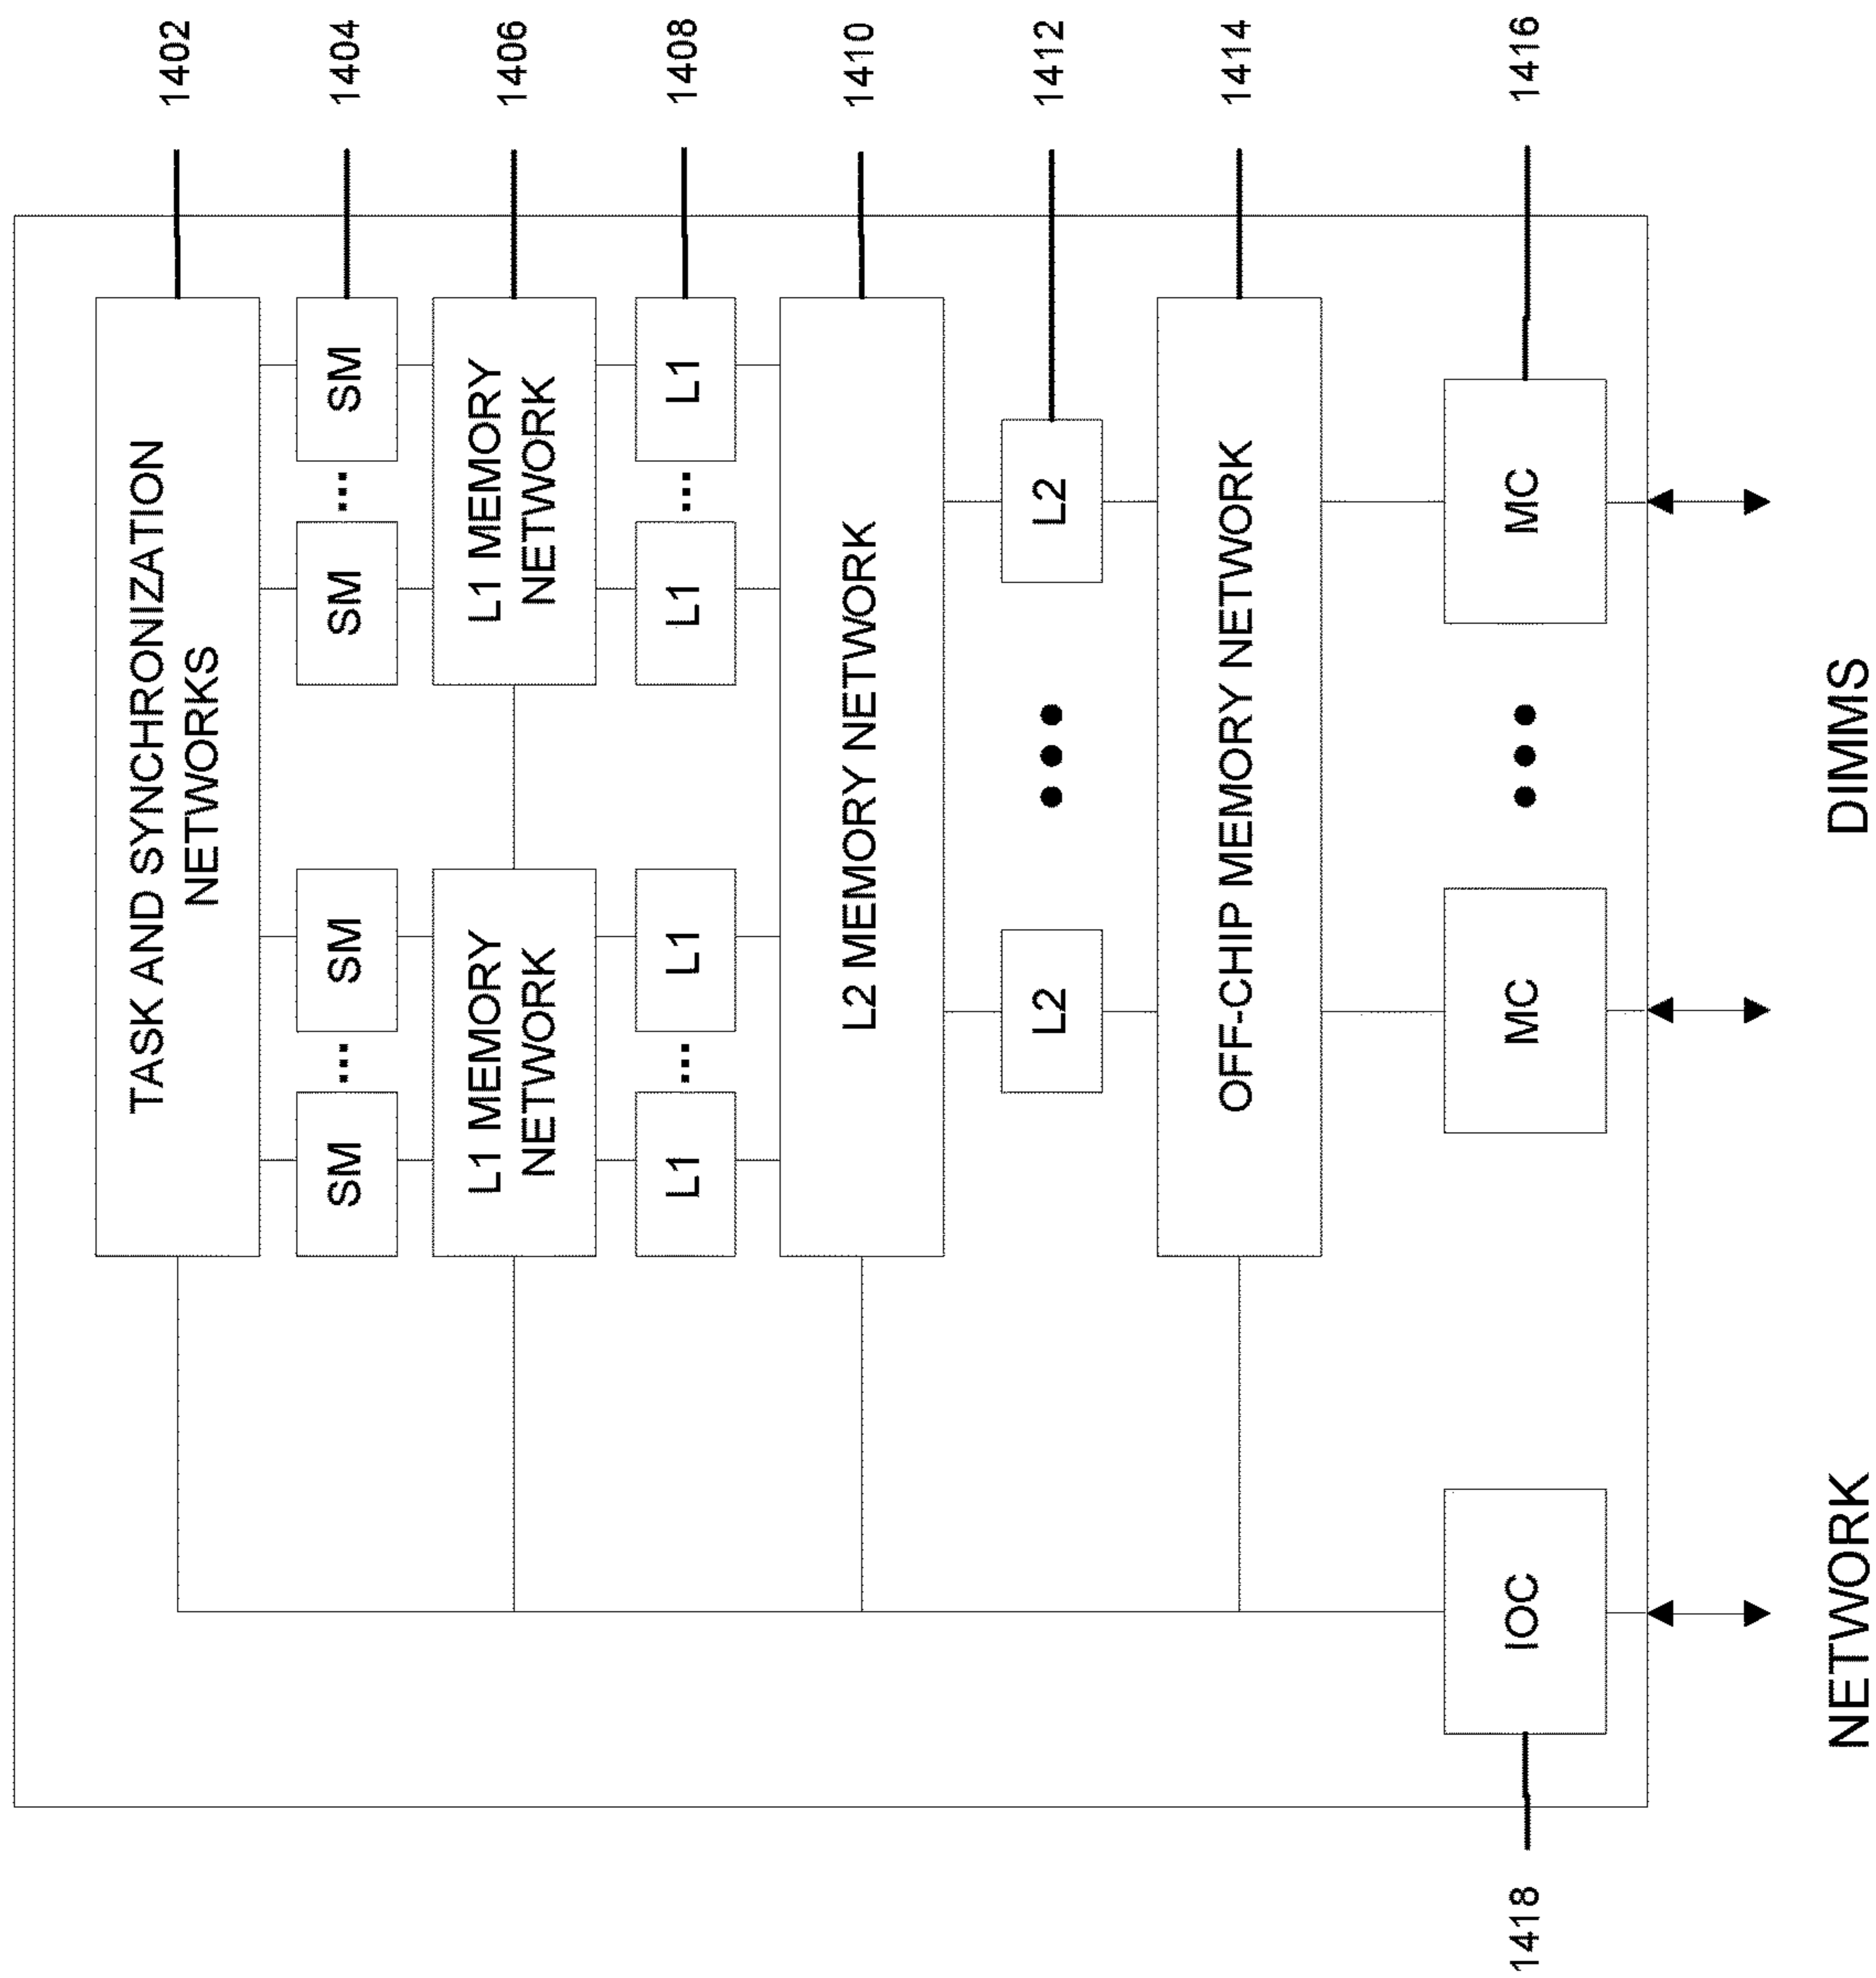 TASK AND SYNCHRONIZATION
NETWORKS
1402
SM ... SM SM ... SM 1404
L1 MEMORY
NETWORK
L1 MEMORY
NETWORK
1406
L1 ... L1 L1 ... L1 1408
L2 MEMORY NETWORK 1410
L2 ••• L2 1412
OFF-CHIP MEMORY NETWORK 1414
1418 IOC MC ••• MC 1416
NETWORK DIMMS